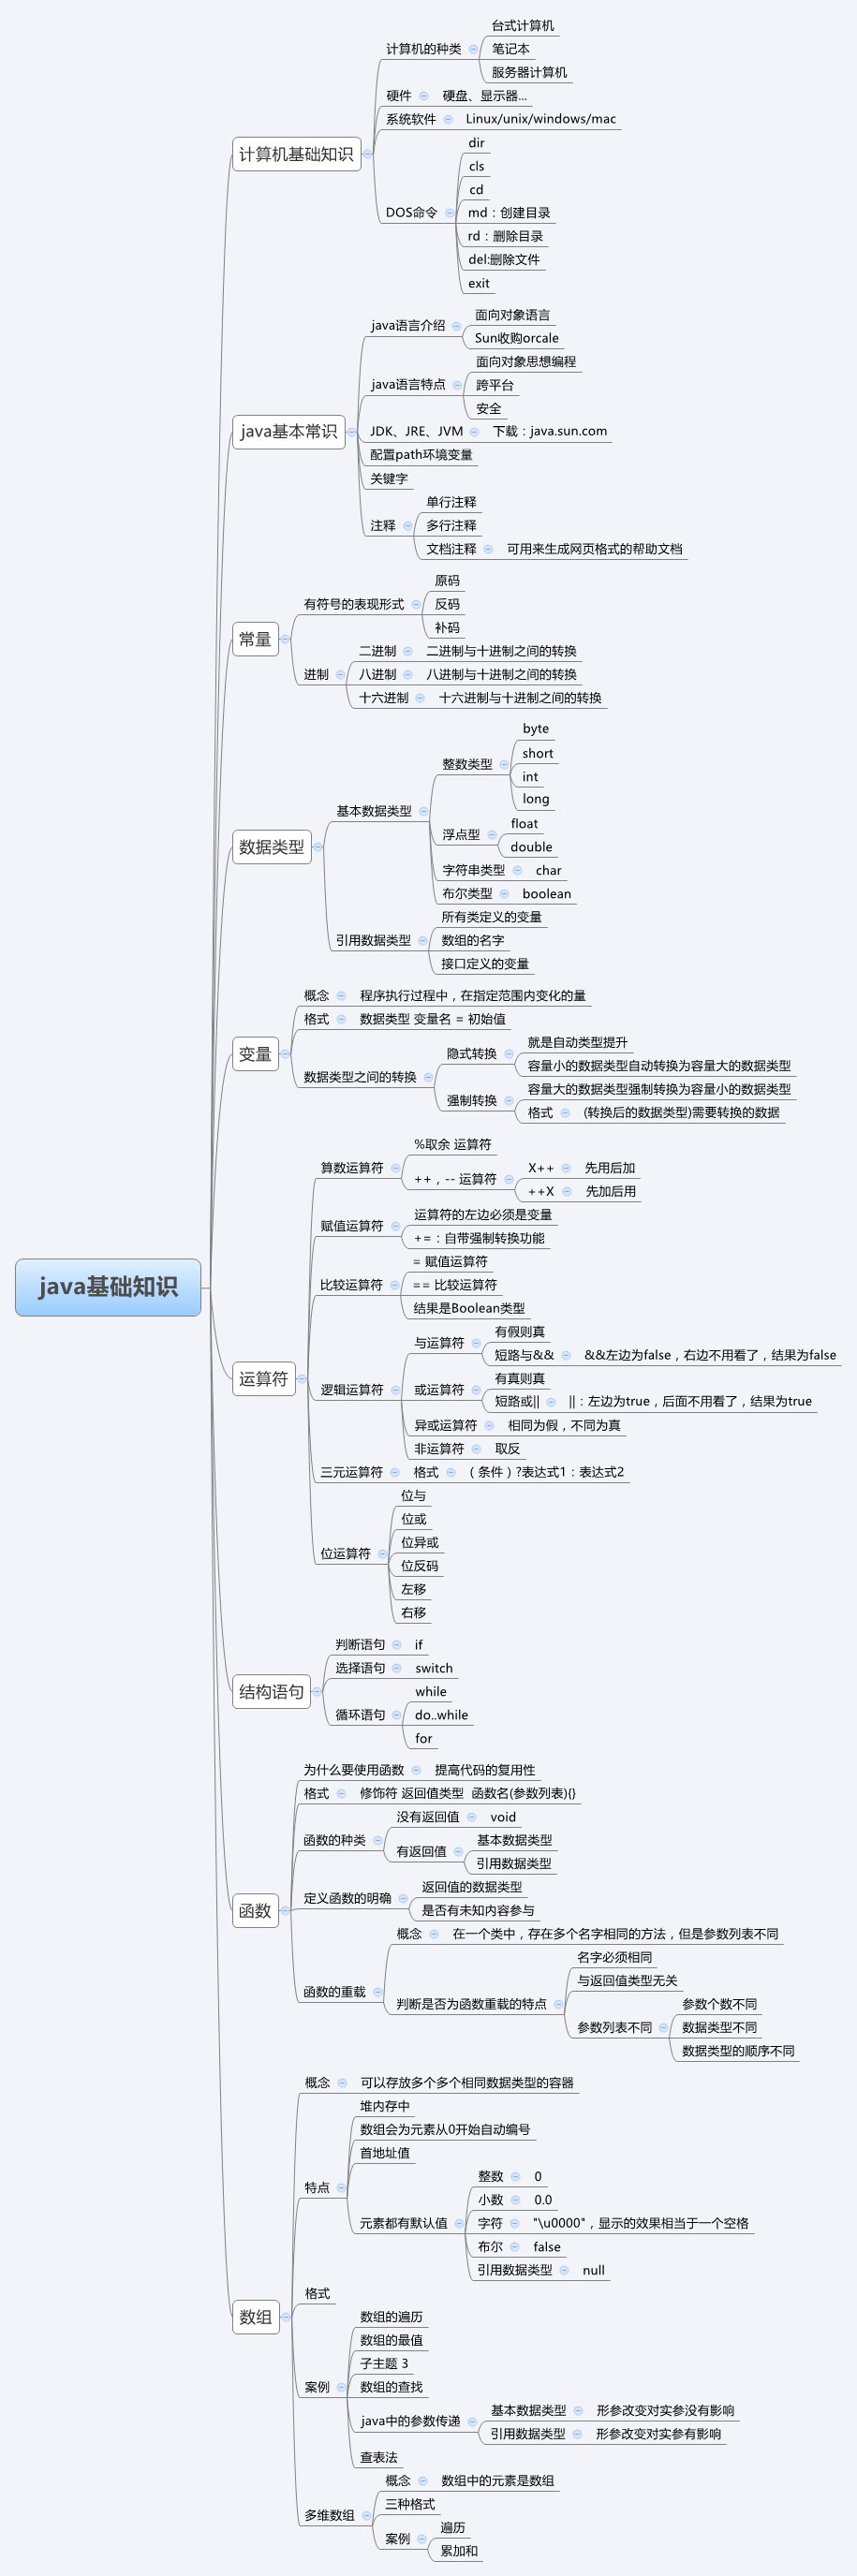 java基础知识
计算机基础知识
计算机的种类
台式计算机
笔记本
服务器计算机
硬件
硬盘、显示器...
系统软件
Linux/unix/windows/mac
DOS命令
dir
cls
cd
md：创建目录
rd：删除目录
del:删除文件
exit
java基本常识
java语言介绍
面向对象语言
Sun收购orcale
java语言特点
面向对象思想编程
跨平台
安全
JDK、JRE、JVM
下载：java.sun.com
配置path环境变量
关键字
注释
单行注释
多行注释
文档注释
可用来生成网页格式的帮助文档
常量
有符号的表现形式
原码
反码
补码
进制
二进制
二进制与十进制之间的转换
八进制
八进制与十进制之间的转换
十六进制
十六进制与十进制之间的转换
数据类型
基本数据类型
整数类型
byte
short
int
long
浮点型
float
double
字符串类型
char
布尔类型
boolean
引用数据类型
所有类定义的变量
数组的名字
接口定义的变量
变量
概念
程序执行过程中，在指定范围内变化的量
格式
数据类型 变量名 = 初始值
数据类型之间的转换
隐式转换
就是自动类型提升
容量小的数据类型自动转换为容量大的数据类型
强制转换
容量大的数据类型强制转换为容量小的数据类型
格式
(转换后的数据类型)需要转换的数据
运算符
算数运算符
%取余 运算符
++，-- 运算符
X++
先用后加
++X
先加后用
赋值运算符
运算符的左边必须是变量
+=：自带强制转换功能
比较运算符
= 赋值运算符
== 比较运算符
结果是Boolean类型
逻辑运算符
与运算符
有假则真
短路与&&
&&左边为false，右边不用看了，结果为false
或运算符
有真则真
短路或||
||：左边为true，后面不用看了，结果为true
异或运算符
相同为假，不同为真
非运算符
取反
三元运算符
格式
（条件）?表达式1：表达式2
位运算符
位与
位或
位异或
位反码
左移
右移
结构语句
判断语句
if
选择语句
switch
循环语句
while
do..while
for
函数
为什么要使用函数
提高代码的复用性
格式
修饰符 返回值类型 函数名(参数列表){}
函数的种类
没有返回值
void
有返回值
基本数据类型
引用数据类型
定义函数的明确
返回值的数据类型
是否有未知内容参与
函数的重载
概念
在一个类中，存在多个名字相同的方法，但是参数列表不同
判断是否为函数重载的特点
名字必须相同
与返回值类型无关
参数列表不同
参数个数不同
数据类型不同
数据类型的顺序不同
数组
概念
可以存放多个多个相同数据类型的容器
特点
堆内存中
数组会为元素从0开始自动编号
首地址值
元素都有默认值
整数
0
小数
0.0
字符
"\u0000"，显示的效果相当于一个空格
布尔
false
引用数据类型
null
格式
案例
数组的遍历
数组的最值
子主题 3
数组的查找
java中的参数传递
基本数据类型
形参改变对实参没有影响
引用数据类型
形参改变对实参有影响
查表法
多维数组
概念
数组中的元素是数组
三种格式
案例
遍历
累加和